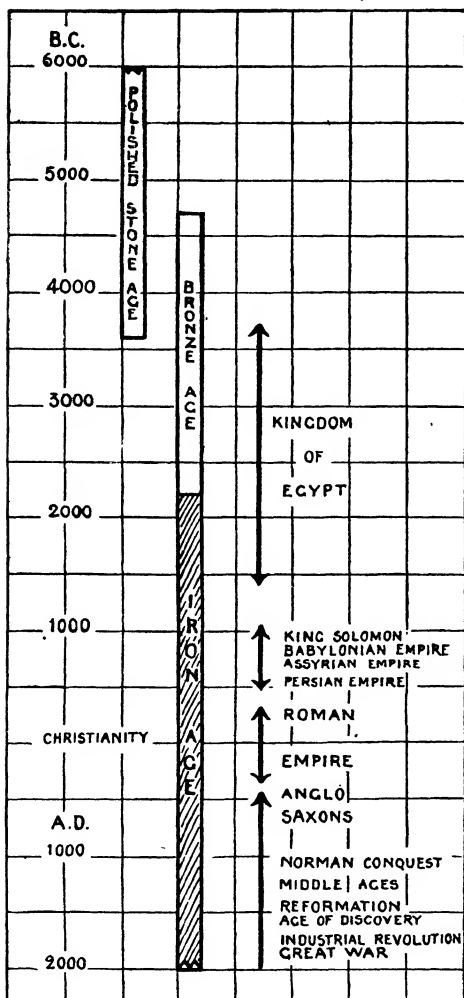 B.C.
6000
POLISHED STONE AGE
5000
4000
BRONZE AGE
3000
KINGDOM
OF
EGYPT
2000
IRON AGE
1000
KING SOLOMON
BABYLONIAN EMPIRE
ASSYRIAN EMPIRE
PERSIAN EMPIRE
ROMAN
CHRISTIANITY
EMPIRE
ANGLO
SAXONS
A.D.
1000
NORMAN CONQUEST
MIDDLE AGES
REFORMATION
AGE OF DISCOVERY
INDUSTRIAL REVOLUTION
GREAT WAR
2000